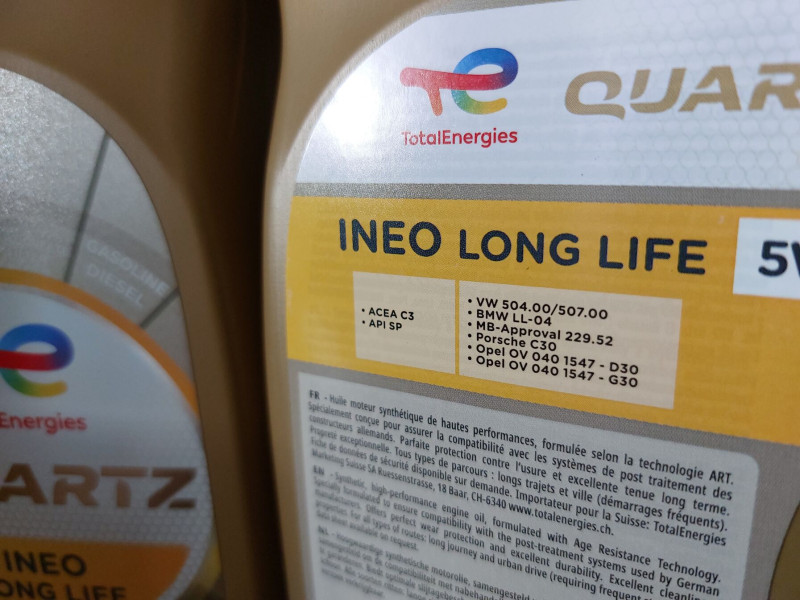 TotalEnergies
QUAR
INEO LONG LIFE
5
• ACEA C3
• API SP
• VW 504.00/507.00
• BMW LL-04
• MB-Approval 229.52
• Porsche C30
• Opel OV 040 1547 - D30
• Opel OV 040 1547 - G30
FR - Huile moteur synthétique de hautes performances, formulée selon la technologie ART.
Spécialement conçue pour assurer la compatibilité avec les systèmes de post traitement des
constructeurs allemands. Parfaite protection contre l'usure et excellente tenue long terme.
Propreté exceptionnelle. Tous types de parcours : longs trajets et ville (démarrages fréquents).
Fiche de données de sécurité disponible sur demande. Importateur pour la Suisse: TotalEnergies
Marketing Suisse SA Ruessenstrasse, 18 Baar, CH-6340 www.totalenergies.ch.
EN - Synthetic, high-performance engine oil, formulated with Age Resistance Technology.
Specially formulated to ensure compatibility with the post-treatment systems used by German
manufacturers. Offers perfect wear protection and excellent durability. Excellent
properties For all types of routes: long journey and urban drive (requiring frequent
NL - Hoogwaardige synthetische motorolie,
GASOLINE
DIESEL
Energies
ARTZ
INEO
ONG LIFE